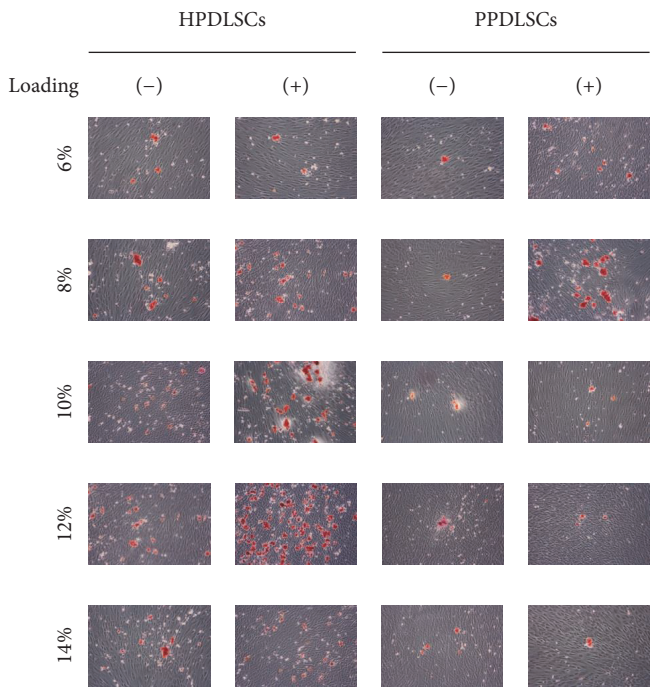 HPDLSCs PPDLSCs
Loading (−) (+) (−) (+)
6%
8%
10%
12%
14%